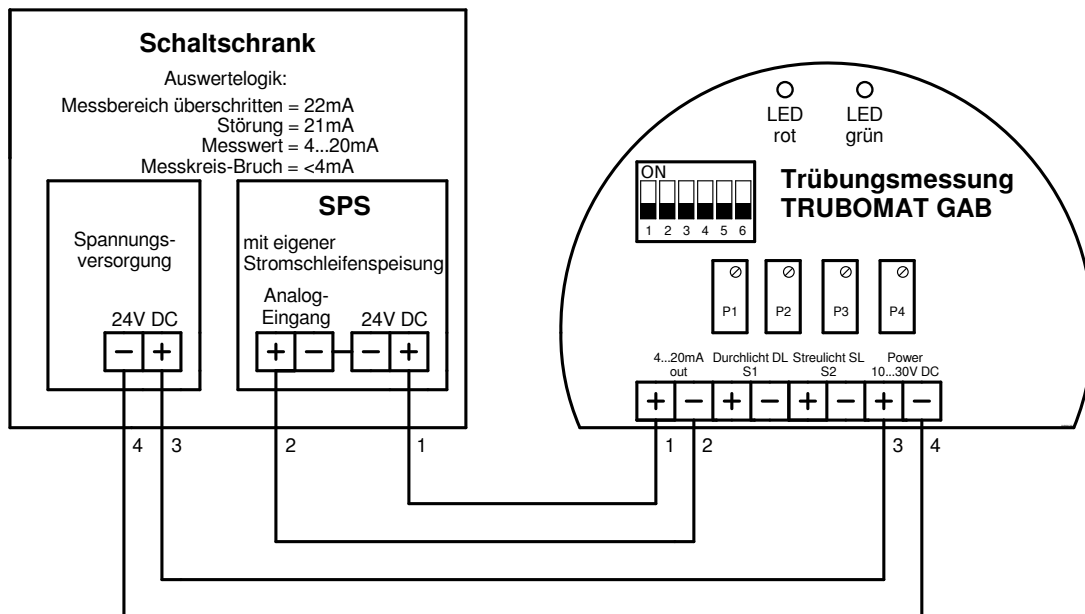 Schaltschrank
Auswertelogik:
Messbereich überschritten = 22mA
Störung = 21mA
Messwert = 4...20mA
Messkreis-Bruch = <4mA
Spannungs-
versorgung
24V DC
− +
SPS
mit eigener
Stromschleifenspeisung
Analog-
Eingang
24V DC
+ − − +
4 3 2 1
LED
rot
LED
grün
ON
1 2 3 4 5 6
Trübungsmessung
TRUBOMAT GAB
P1 P2 P3 P4
4...20mA
out
Durchlicht DL
S1
Streulicht SL
S2
Power
10...30V DC
+ − + − + − + −
1 2 3 4